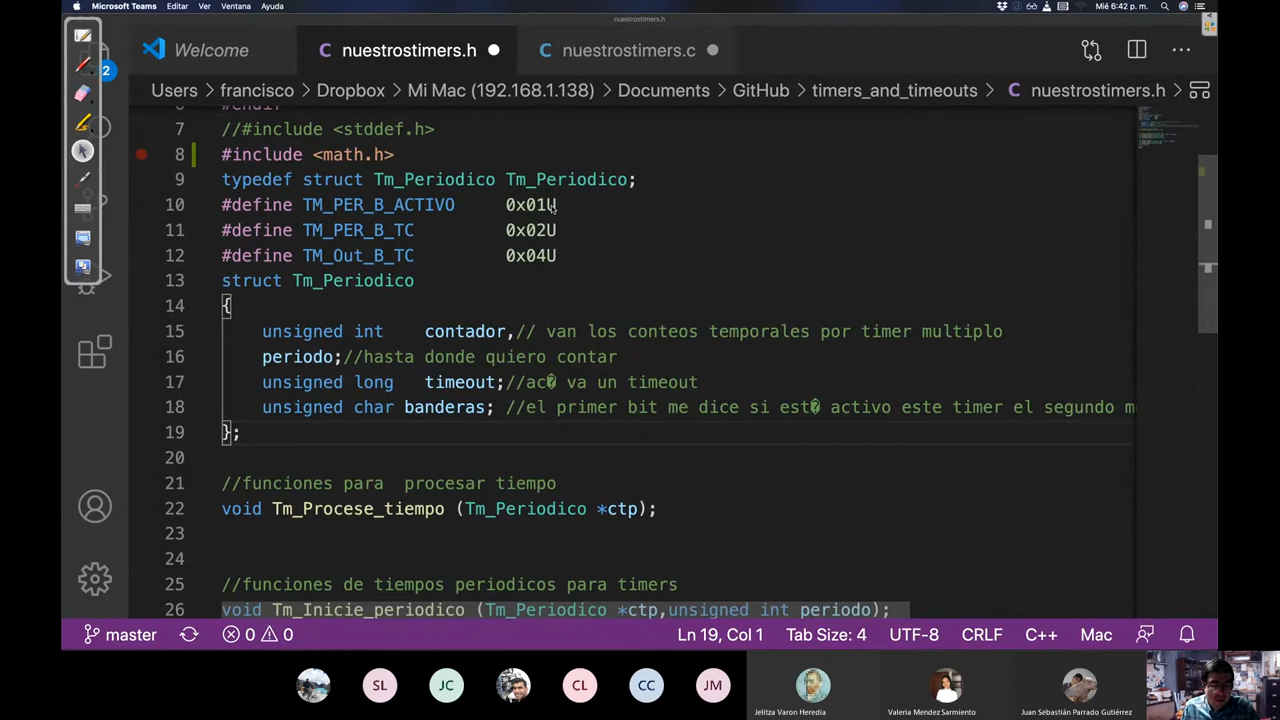 Microsoft Teams Editar Ver Ventana Ayuda
Mié 6:42 p. m.
nuestrostimers.h
Welcome
nuestrostimers.h
nuestrostimers.c
Users > francisco > Dropbox > Mi Mac (192.168.1.138) > Documents > GitHub > timers_and_timeouts > C nuestrostimers.h >
2
6 #endif
7 //#include <stddef.h>
8 #include <math.h>
9 typedef struct Tm_Periodico Tm_Periodico;
10 #define TM_PER_B_ACTIVO 0x01U
11 #define TM_PER_B_TC 0x02U
12 #define TM_Out_B_TC 0x04U
13 struct Tm_Periodico
14 {
15 unsigned int contador,// van los conteos temporales por timer multiplo
16 periodo;//hasta donde quiero contar
17 unsigned long timeout;//ac� va un timeout
18 unsigned char banderas; //el primer bit me dice si est� activo este timer el segundo m
19 };
20
21 //funciones para procesar tiempo
22 void Tm_Procese_tiempo (Tm_Periodico *ctp);
23
24
25 //funciones de tiempos periodicos para timers
26 void Tm_Inicie_periodico (Tm_Periodico *ctp,unsigned int periodo);
master 0 0 Ln 19, Col 1 Tab Size: 4 UTF-8 CRLF C++ Mac
SL JC CL CC JM
Jelitza Varon Heredia
Valeria Mendez Sarmiento
Juan Sebastián Parrado Gutiérrez